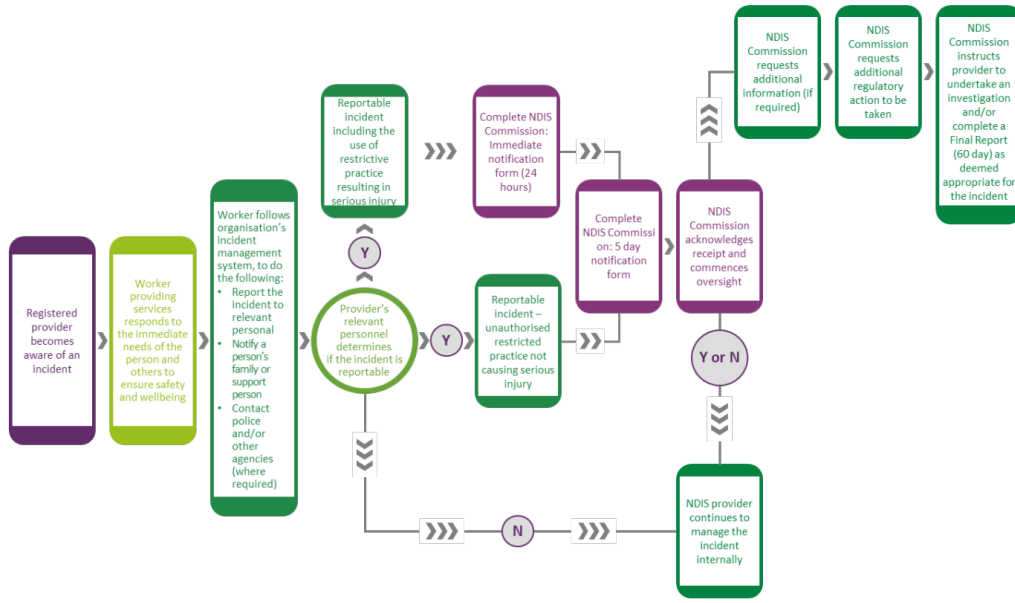 Registered
provider
becomes
aware of an
incident
Worker
providing
services
responds to
the immediate
needs of the
person and
others to
ensure safety
and wellbeing
Worker follows
organisation's
incident
management
system, to do
the following:
• Report the
incident to
relevant
personal
• Notify a
person's
family or
support
person
• Contact
police
and/or
other
agencies
(where
required)
Provider's
relevant
personnel
determines
if the incident is
reportable
Y
Reportable
incident
including the
use of
restrictive
practice
resulting in
serious injury
Complete NDIS
Commission:
Immediate
notification
form (24
hours)
Y
Reportable
incident –
unauthorised
restricted
practice not
causing serious
injury
Complete
NDIS Commissi
on: 5 day
notification
form
NDIS
Commission
acknowledges
receipt and
commences
oversight
NDIS
Commission
requests
additional
information (if
required)
NDIS
Commission
requests
additional
regulatory
action to be
taken
NDIS
Commission
instructs
provider to
undertake an
investigation
and/or
complete a
Final Report
(60 day) as
deemed
appropriate for
the incident
Y or N
N
NDIS provider
continues to
manage the
incident
internally